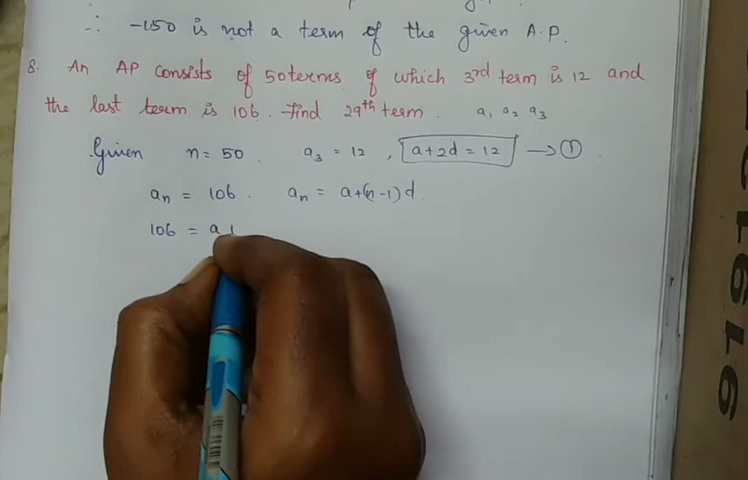 ∴ -150 is not a term of the given A.P.
8. An AP consists of 50 terms of which 3rd term is 12 and
the last term is 106. Find 29th term. a₁ a₂ a₃
Given n = 50. a₃ = 12, a+2d = 12 → ①
aₙ = 106. aₙ = a+(n-1)d
106 = a+
9191